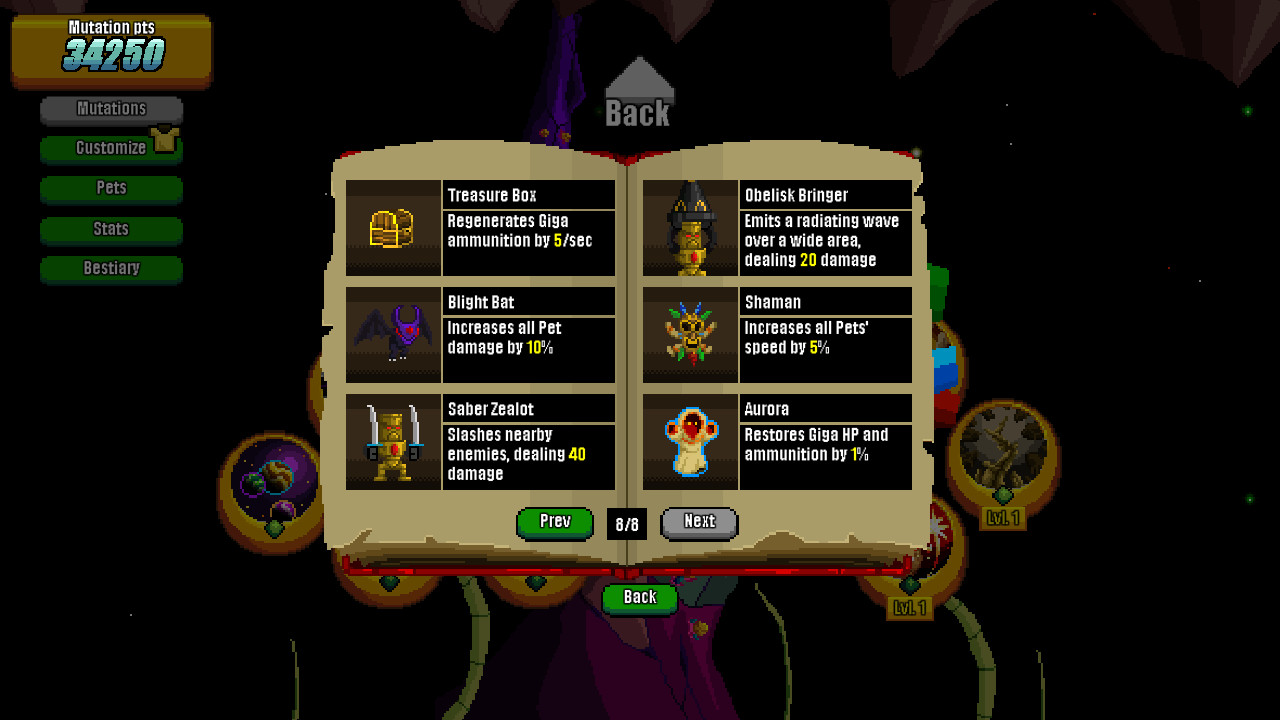 Mutation pts
34250
Mutations
Customize
Pets
Stats
Bestiary
Back
Treasure Box
Regenerates Giga
ammunition by 5/sec
Blight Bat
Increases all Pet
damage by 10%
Saber Zealot
Slashes nearby
enemies, dealing 40
damage
Obelisk Bringer
Emits a radiating wave
over a wide area,
dealing 20 damage
Shaman
Increases all Pets'
speed by 5%
Aurora
Restores Giga HP and
ammunition by 1%
Prev
8/8
Next
Back
Lvl. 1
Lvl. 1